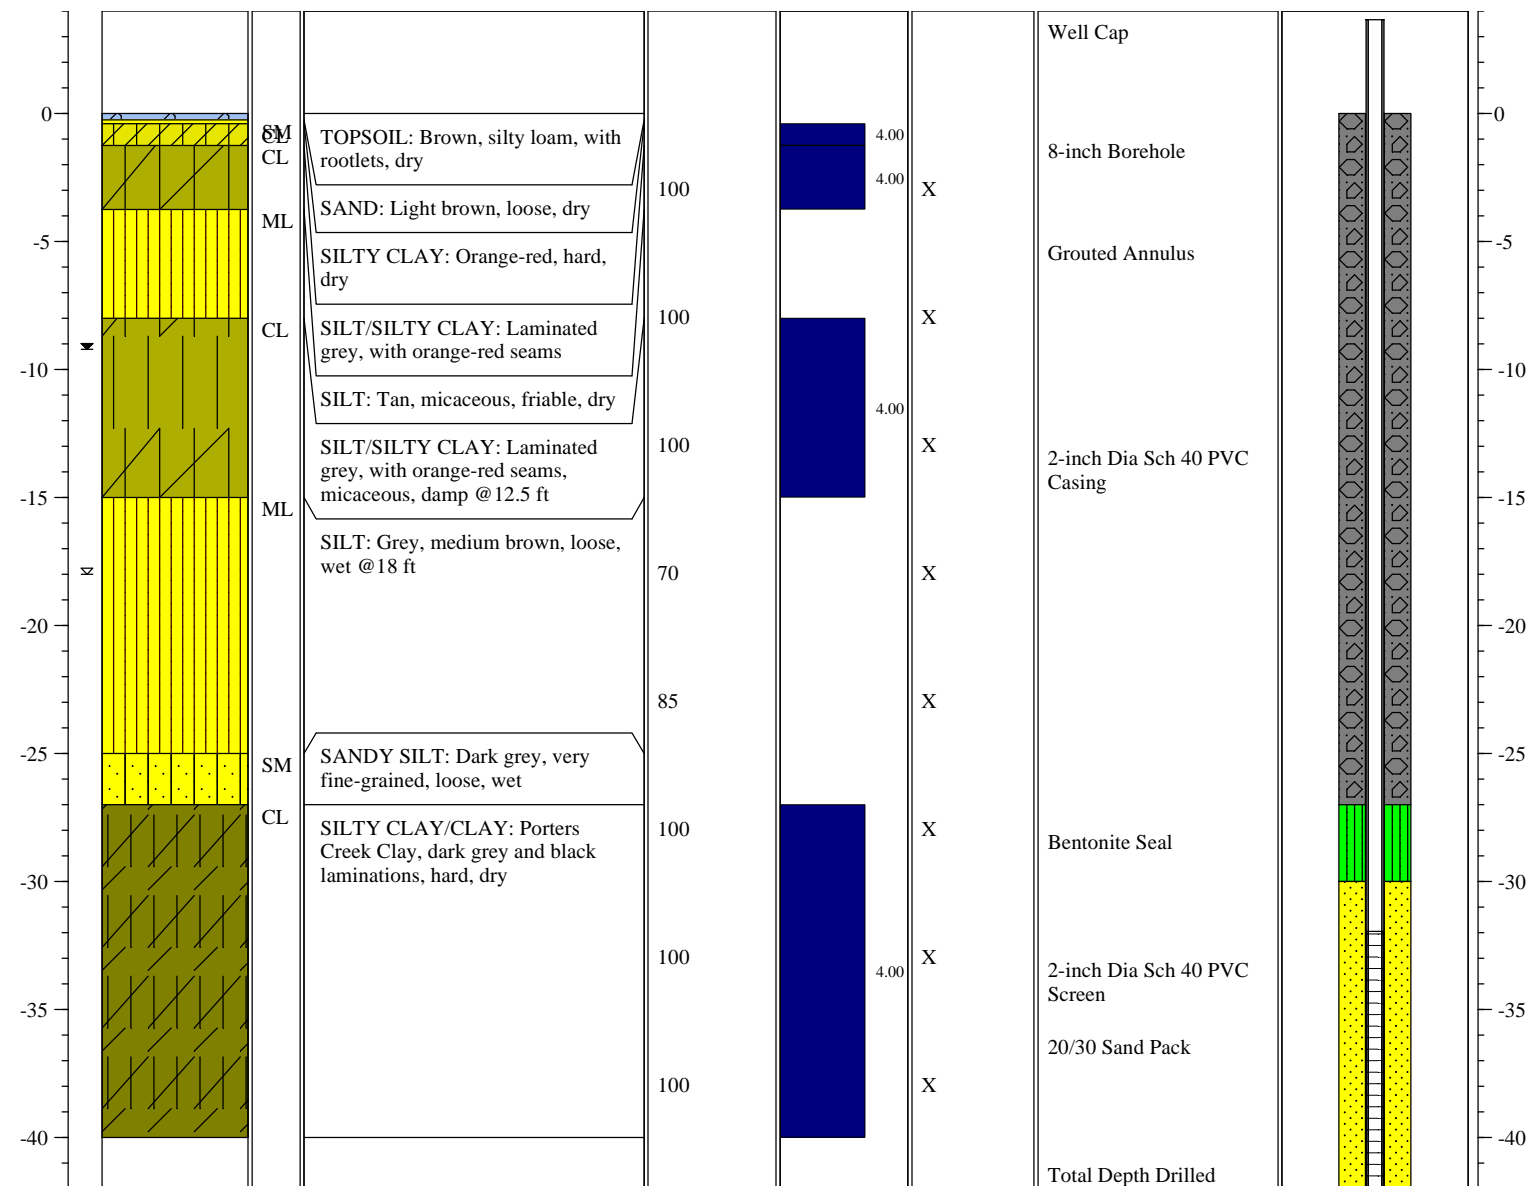 Well Cap
0
SM
CL
CL
TOPSOIL: Brown, silty loam, with
rootlets, dry
4.00
8-inch Borehole
0
4.00
100
X
SAND: Light brown, loose, dry
ML
-5
SILTY CLAY: Orange-red, hard,
dry
Grouted Annulus
-5
100
X
CL
SILT/SILTY CLAY: Laminated
grey, with orange-red seams
-10
-10
SILT: Tan, micaceous, friable, dry
4.00
100
X
SILT/SILTY CLAY: Laminated
grey, with orange-red seams,
micaceous, damp @12.5 ft
2-inch Dia Sch 40 PVC
Casing
-15
-15
ML
SILT: Grey, medium brown, loose,
wet @18 ft
70
X
-20
-20
85
X
-25
-25
SM
SANDY SILT: Dark grey, very
fine-grained, loose, wet
CL
SILTY CLAY/CLAY: Porters
Creek Clay, dark grey and black
laminations, hard, dry
100
X
Bentonite Seal
-30
-30
100
4.00
X
2-inch Dia Sch 40 PVC
Screen
-35
-35
20/30 Sand Pack
100
X
-40
-40
Total Depth Drilled